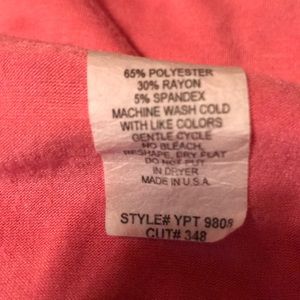 65% POLYESTER
30% RAYON
5% SPANDEX
MACHINE WASH COLD
WITH LIKE COLORS
GENTLE CYCLE
NO BLEACH,
RESHAPE, DRY FLAT
DO NOT PUT
IN DRYER
MADE IN U.S.A.
STYLE# YPT 9808
CUT# 348